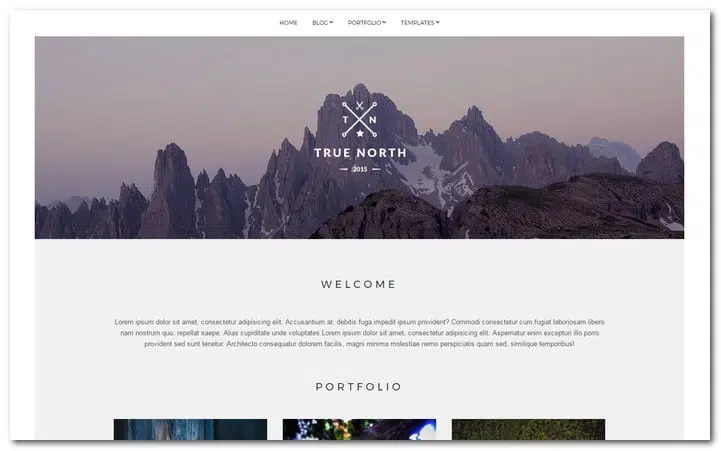 HOME BLOG PORTFOLIO TEMPLATES
T N
TRUE NORTH
2015
WELCOME
Lorem ipsum dolor sit amet, consectetur adipisicing elit. Accusantium at, debitis fuga impedit ipsum provident? Commodi consectetur cum fugiat laboriosam libero
nam nostrum quo, repellat saepe. Alias cupiditate unde voluptates.Lorem ipsum dolor sit amet, consectetur adipisicing elit. Aspernatur enim excepturi illo porro
provident sed sunt tenetur. Architecto consequatur dolorem facilis, magni minima molestiae nemo perspiciatis quam sed, similique temporibus!
PORTFOLIO